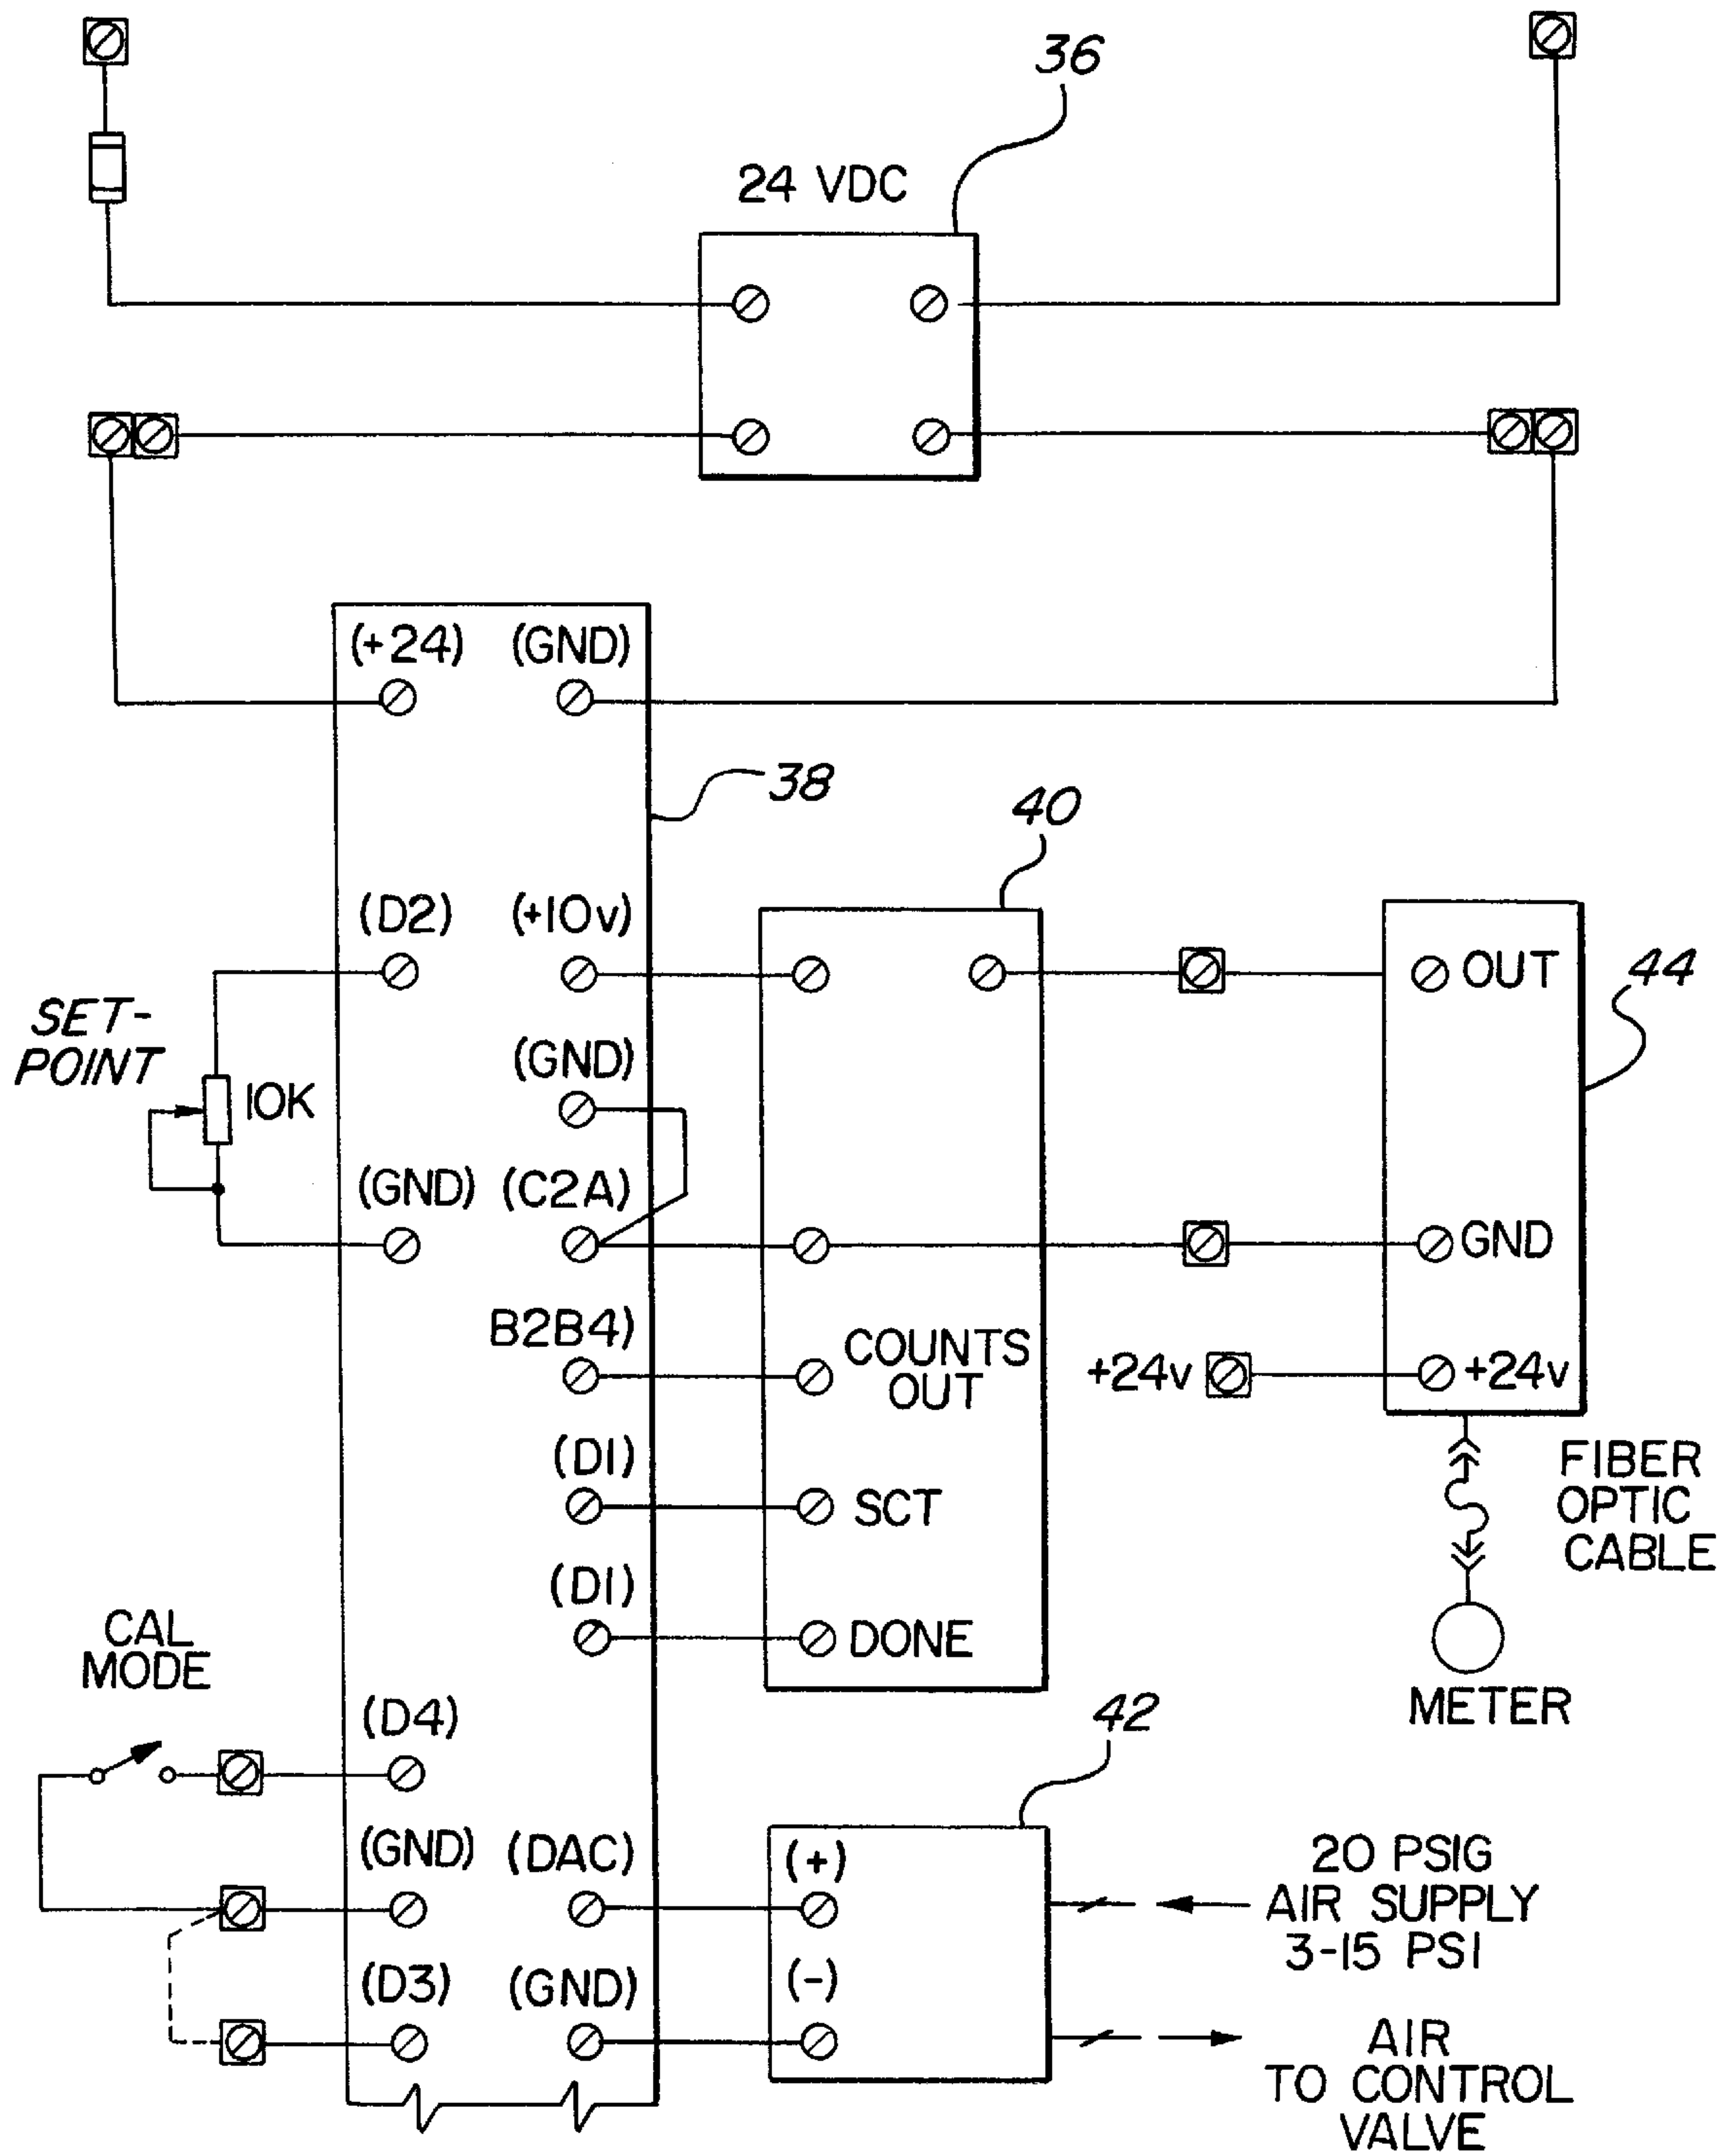 36
24 VDC
(+24) (GND)
38
40
(D2) (+10v)
OUT
44
SET-
POINT
10K
(GND)
(GND) (C2A)
GND
B2B4)
COUNTS
OUT
+24v
+24v
(D1)
SCT
FIBER
OPTIC
CABLE
(D1)
DONE
CAL
MODE
METER
(D4)
42
(GND) (DAC)
(+)
20 PSIG
AIR SUPPLY
3-15 PSI
(D3) (GND)
(-)
AIR
TO CONTROL
VALVE